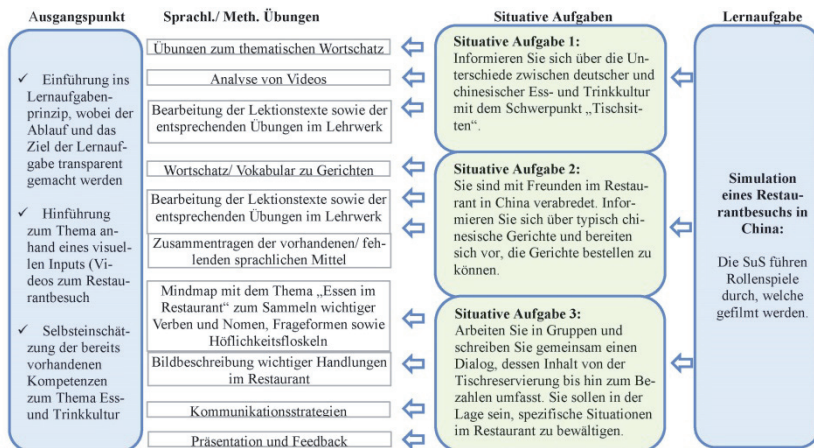 Ausgangspunkt
Sprachl./ Meth. Übungen
Situative Aufgaben
Lernaufgabe
✓ Einführung ins
Lernaufgaben-
prinzip, wobei der
Ablauf und das
Ziel der Lernauf-
gabe transparent
gemacht werden
✓ Hinführung
zum Thema an-
hand eines visuel-
len Inputs (Vi-
deos zum Restau-
rantbesuch
✓ Selbsteinschät-
zung der bereits
vorhandenen
Kompetenzen
zum Thema Ess-
und Trinkkultur
Übungen zum thematischen Wortschatz
Analyse von Videos
Bearbeitung der Lektionstexte sowie der
entsprechenden Übungen im Lehrwerk
Wortschatz/ Vokabular zu Gerichten
Bearbeitung der Lektionstexte sowie der
entsprechenden Übungen im Lehrwerk
Zusammentragen der vorhandenen/ feh-
lenden sprachlichen Mittel
Mindmap mit dem Thema „Essen im
Restaurant“ zum Sammeln wichtiger
Verben und Nomen, Frageformen sowie
Höflichkeitsfloskeln
Bildbeschreibung wichtiger Handlungen
im Restaurant
Kommunikationsstrategien
Präsentation und Feedback
Situative Aufgabe 1:
Informieren Sie sich über die Un-
terschiede zwischen deutscher und
chinesischer Ess- und Trinkkultur
mit dem Schwerpunkt „Tischsit-
ten“.
Situative Aufgabe 2:
Sie sind mit Freunden im Restau-
rant in China verabredet. Infor-
mieren Sie sich über typisch chi-
nesische Gerichte und bereiten
sich vor, die Gerichte bestellen zu
können.
Situative Aufgabe 3:
Arbeiten Sie in Gruppen und
schreiben Sie gemeinsam einen
Dialog, dessen Inhalt von der
Tischreservierung bis hin zum Be-
zahlen umfasst. Sie sollen in der
Lage sein, spezifische Situationen
im Restaurant zu bewältigen.
Simulation
eines Restau-
rantbesuchs in
China:
Die SuS führen
Rollenspiele
durch, welche
gefilmt werden.